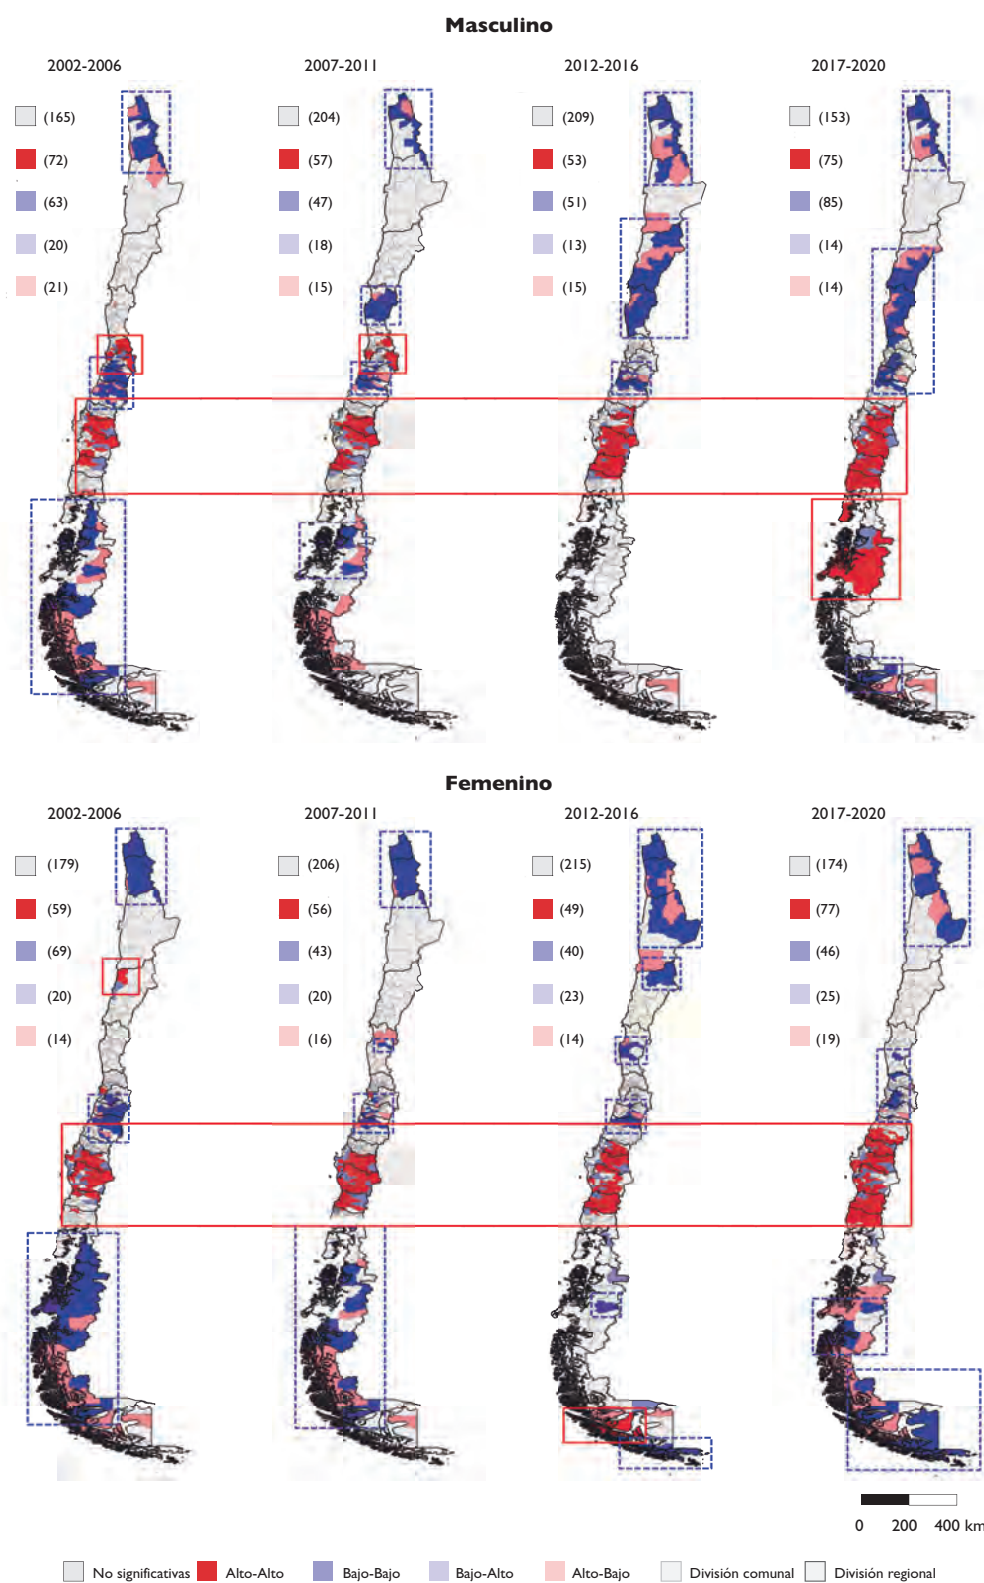 Masculino
2002-2006 2007-2011 2012-2016 2017-2020
(165) (204) (209) (153)
(72) (57) (53) (75)
(63) (47) (51) (85)
(20) (18) (13) (14)
(21) (15) (15) (14)
Femenino
2002-2006 2007-2011 2012-2016 2017-2020
(179) (206) (215) (174)
(59) (56) (49) (77)
(69) (43) (40) (46)
(20) (20) (23) (25)
(14) (16) (14) (19)
0 200 400 km
No significativas Alto-Alto Bajo-Bajo Bajo-Alto Alto-Bajo División comunal División regional